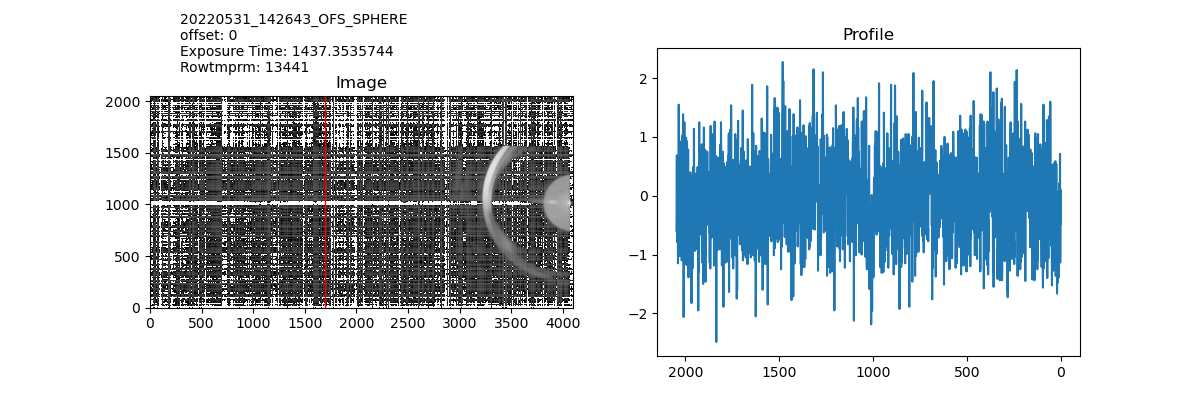 20220531_142643_OFS_SPHERE
offset: 0
Exposure Time: 1437.3535744
Rowtmprm: 13441
Image
2000
1500
1000
500
0
0 500 1000 1500 2000 2500 3000 3500 4000
Profile
2
1
0
−1
−2
2000 1500 1000 500 0